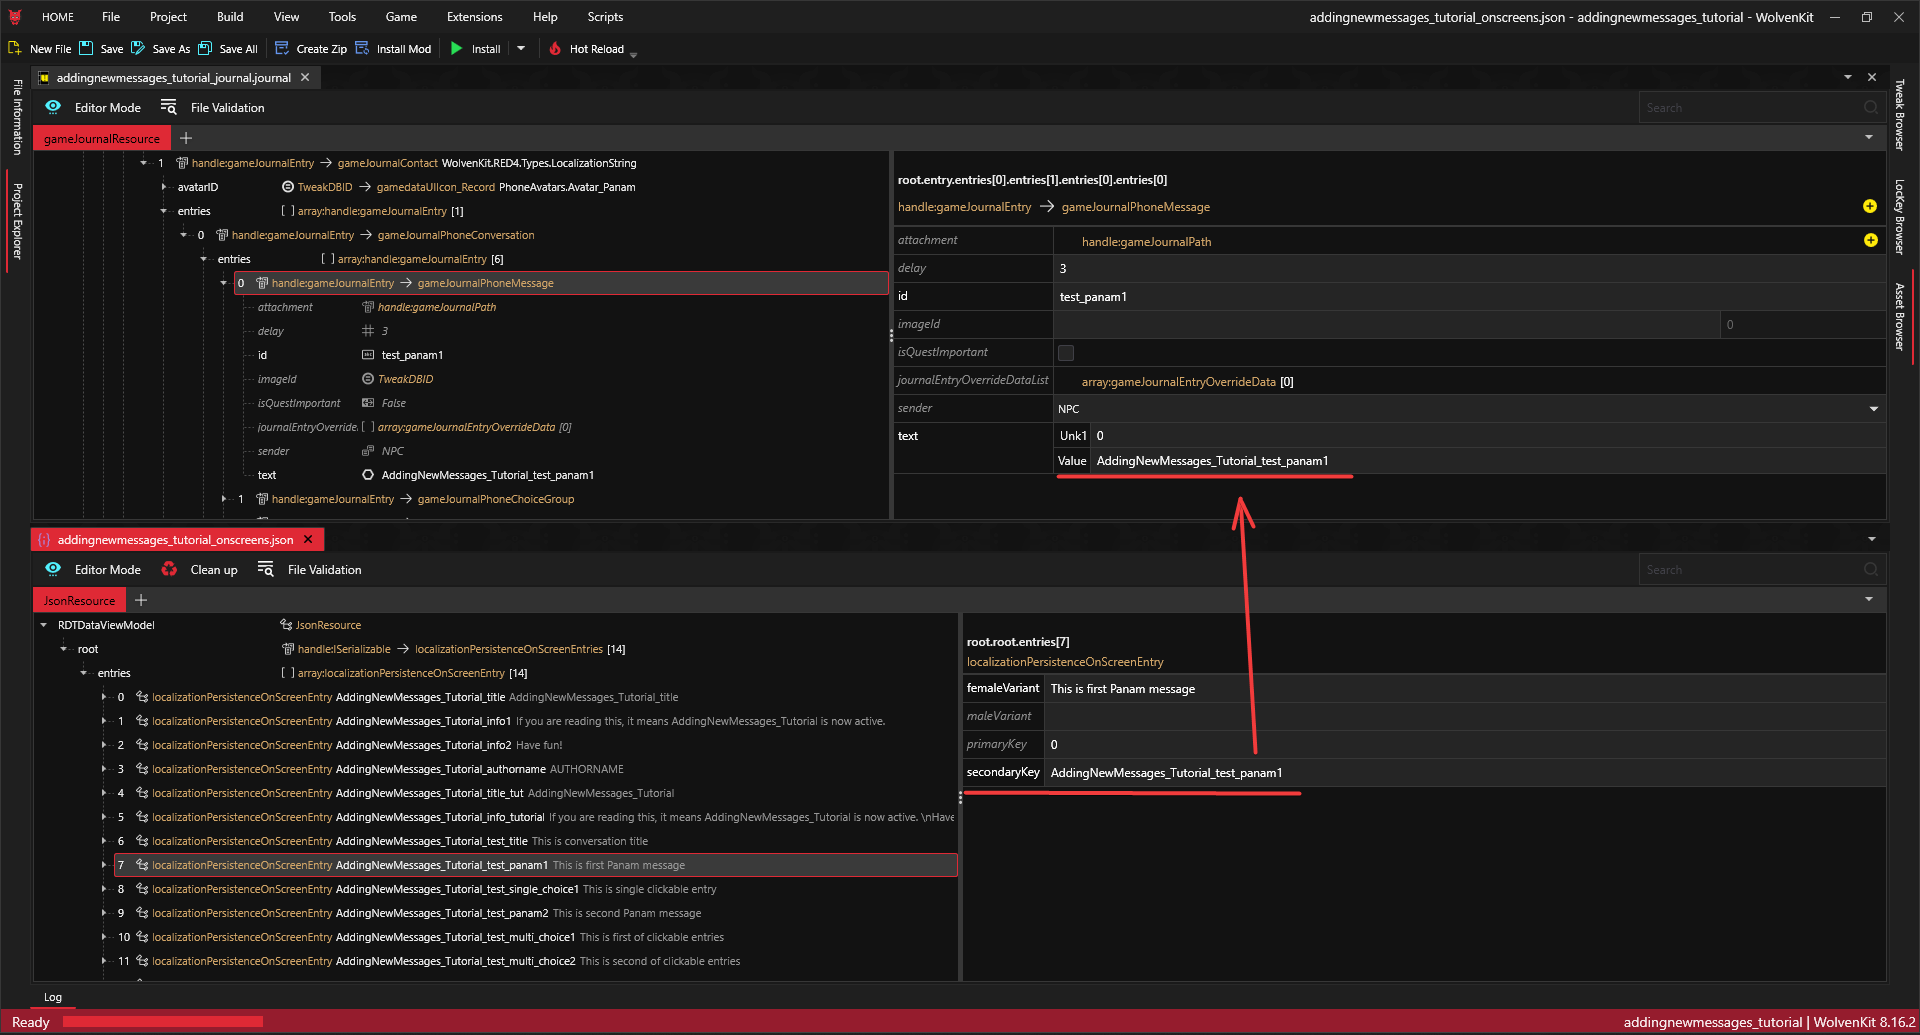 HOME File Project Build View Tools Game Extensions Help Scripts addingnewmessages_tutorial_onscreens.json - addingnewmessages_tutorial - WolvenKit
New File Save Save As Save All Create Zip Install Mod Install Hot Reload
File Information
Project Explorer
addingnewmessages_tutorial_journal.journal
Editor Mode File Validation Search
gameJournalResource
1 handle:gameJournalEntry → gameJournalContact WolvenKit.RED4.Types.LocalizationString
avatarID TweakDBID → gamedataUIIcon_Record PhoneAvatars.Avatar_Panam
entries [ ] array:handle:gameJournalEntry [1]
0 handle:gameJournalEntry → gameJournalPhoneConversation
entries [ ] array:handle:gameJournalEntry [6]
0 handle:gameJournalEntry → gameJournalPhoneMessage
attachment handle:gameJournalPath
delay 3
id test_panam1
imageId TweakDBID
isQuestImportant False
journalEntryOverride. [ ] array:gameJournalEntryOverrideData [0]
sender NPC
text AddingNewMessages_Tutorial_test_panam1
1 handle:gameJournalEntry → gameJournalPhoneChoiceGroup
root.entry.entries[0].entries[1].entries[0].entries[0]
handle:gameJournalEntry → gameJournalPhoneMessage
attachment handle:gameJournalPath
delay 3
id test_panam1
imageId 0
isQuestImportant
journalEntryOverrideDataList array:gameJournalEntryOverrideData [0]
sender NPC
text Unk1 0
Value AddingNewMessages_Tutorial_test_panam1
Tweak Browser
LocKey Browser
Asset Browser
addingnewmessages_tutorial_onscreens.json
Editor Mode Clean up File Validation Search
JsonResource
RDTDataViewModel JsonResource
root handle:ISerializable → localizationPersistenceOnScreenEntries [14]
entries [ ] array:localizationPersistenceOnScreenEntry [14]
0 localizationPersistenceOnScreenEntry AddingNewMessages_Tutorial_title AddingNewMessages_Tutorial_title
1 localizationPersistenceOnScreenEntry AddingNewMessages_Tutorial_info1 If you are reading this, it means AddingNewMessages_Tutorial is now active.
2 localizationPersistenceOnScreenEntry AddingNewMessages_Tutorial_info2 Have fun!
3 localizationPersistenceOnScreenEntry AddingNewMessages_Tutorial_authorname AUTHORNAME
4 localizationPersistenceOnScreenEntry AddingNewMessages_Tutorial_title_tut AddingNewMessages_Tutorial
5 localizationPersistenceOnScreenEntry AddingNewMessages_Tutorial_info_tutorial If you are reading this, it means AddingNewMessages_Tutorial is now active. \nHave
6 localizationPersistenceOnScreenEntry AddingNewMessages_Tutorial_test_title This is conversation title
7 localizationPersistenceOnScreenEntry AddingNewMessages_Tutorial_test_panam1 This is first Panam message
8 localizationPersistenceOnScreenEntry AddingNewMessages_Tutorial_test_single_choice1 This is single clickable entry
9 localizationPersistenceOnScreenEntry AddingNewMessages_Tutorial_test_panam2 This is second Panam message
10 localizationPersistenceOnScreenEntry AddingNewMessages_Tutorial_test_multi_choice1 This is first of clickable entries
11 localizationPersistenceOnScreenEntry AddingNewMessages_Tutorial_test_multi_choice2 This is second of clickable entries
root.root.entries[7]
localizationPersistenceOnScreenEntry
femaleVariant This is first Panam message
maleVariant
primaryKey 0
secondaryKey AddingNewMessages_Tutorial_test_panam1
Log
Ready addingnewmessages_tutorial | WolvenKit 8.16.2